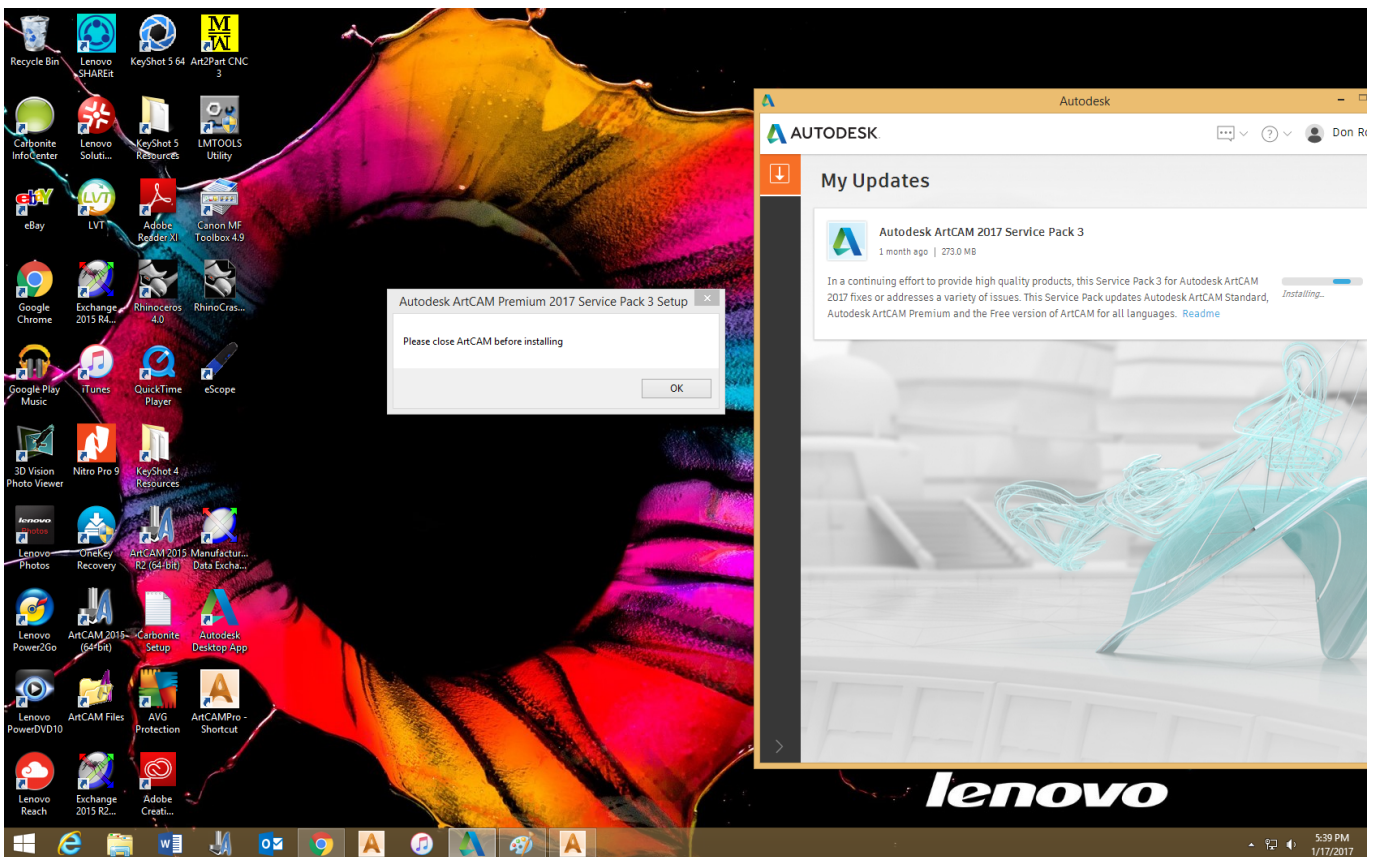 Recycle Bin
Lenovo
SHAREit
KeyShot 5 64
Art2Part CNC
3
Carbonite
InfoCenter
Lenovo
Soluti...
KeyShot 5
Resources
LMTOOLS
Utility
eBay
LVT
Adobe
Reader XI
Canon MF
Toolbox 4.9
Google
Chrome
Exchange
2015 R4...
Rhinoceros
4.0
RhinoCras...
Google Play
Music
iTunes
QuickTime
Player
eScope
3D Vision
Photo Viewer
Nitro Pro 9
KeyShot 4
Resources
lenovo
Photos
Lenovo
Photos
OneKey
Recovery
ArtCAM 2015
R2 (64-bit)
Manufactur...
Data Excha...
Lenovo
Power2Go
ArtCAM 2015
(64-bit)
Carbonite
Setup
Autodesk
Desktop App
Lenovo
PowerDVD10
ArtCAM Files
AVG
Protection
ArtCAMPro -
Shortcut
Lenovo
Reach
Exchange
2015 R2...
Adobe
Creati...
Autodesk ArtCAM Premium 2017 Service Pack 3 Setup
Please close ArtCAM before installing
OK
Autodesk
AUTODESK.
Don Ro
My Updates
Autodesk ArtCAM 2017 Service Pack 3
1 month ago | 273.0 MB
In a continuing effort to provide high quality products, this Service Pack 3 for Autodesk ArtCAM
2017 fixes or addresses a variety of issues. This Service Pack updates Autodesk ArtCAM Standard,
Autodesk ArtCAM Premium and the Free version of ArtCAM for all languages. Readme
Installing...
lenovo
5:39 PM
1/17/2017